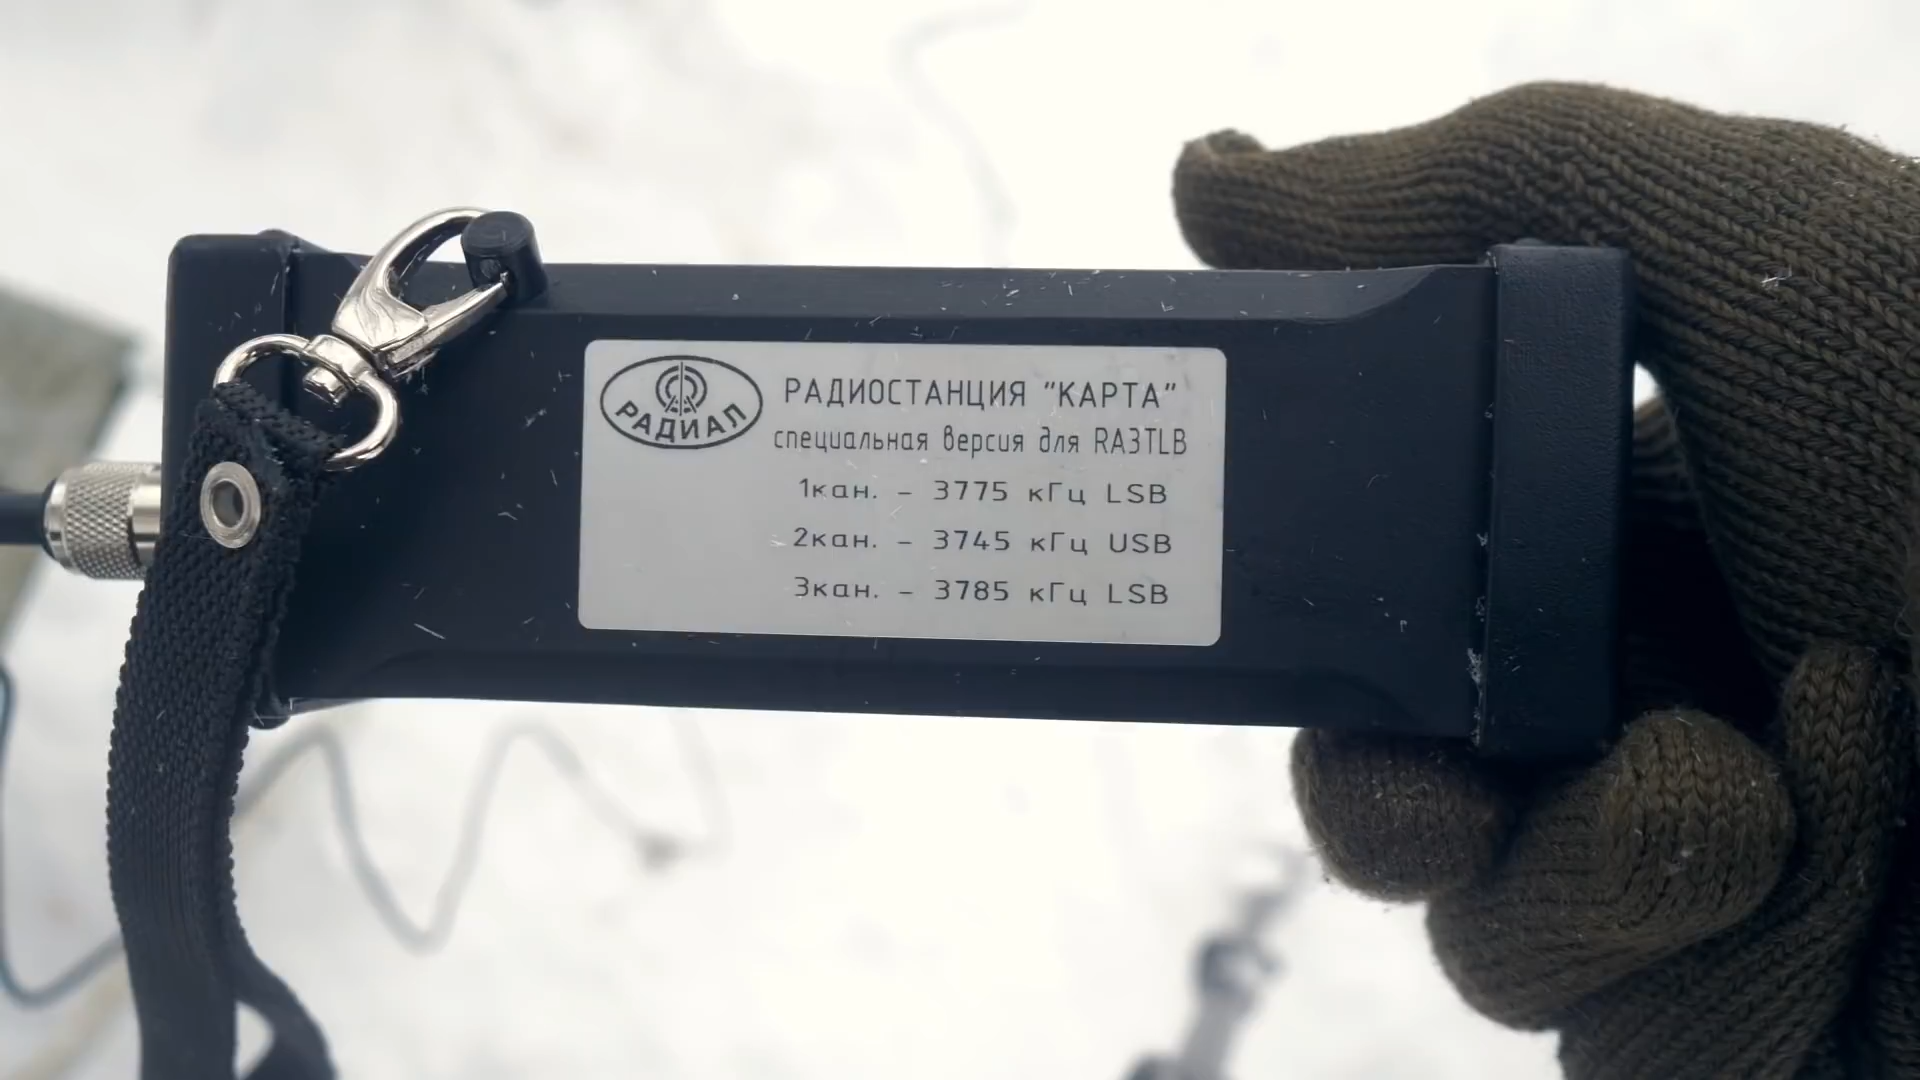 РАДИАЛ
РАДИОСТАНЦИЯ "КАРТА"
специальная версия для RA3TLB
1кан. - 3775 кГц LSB
2кан. - 3745 кГц USB
3кан. - 3785 кГц LSB